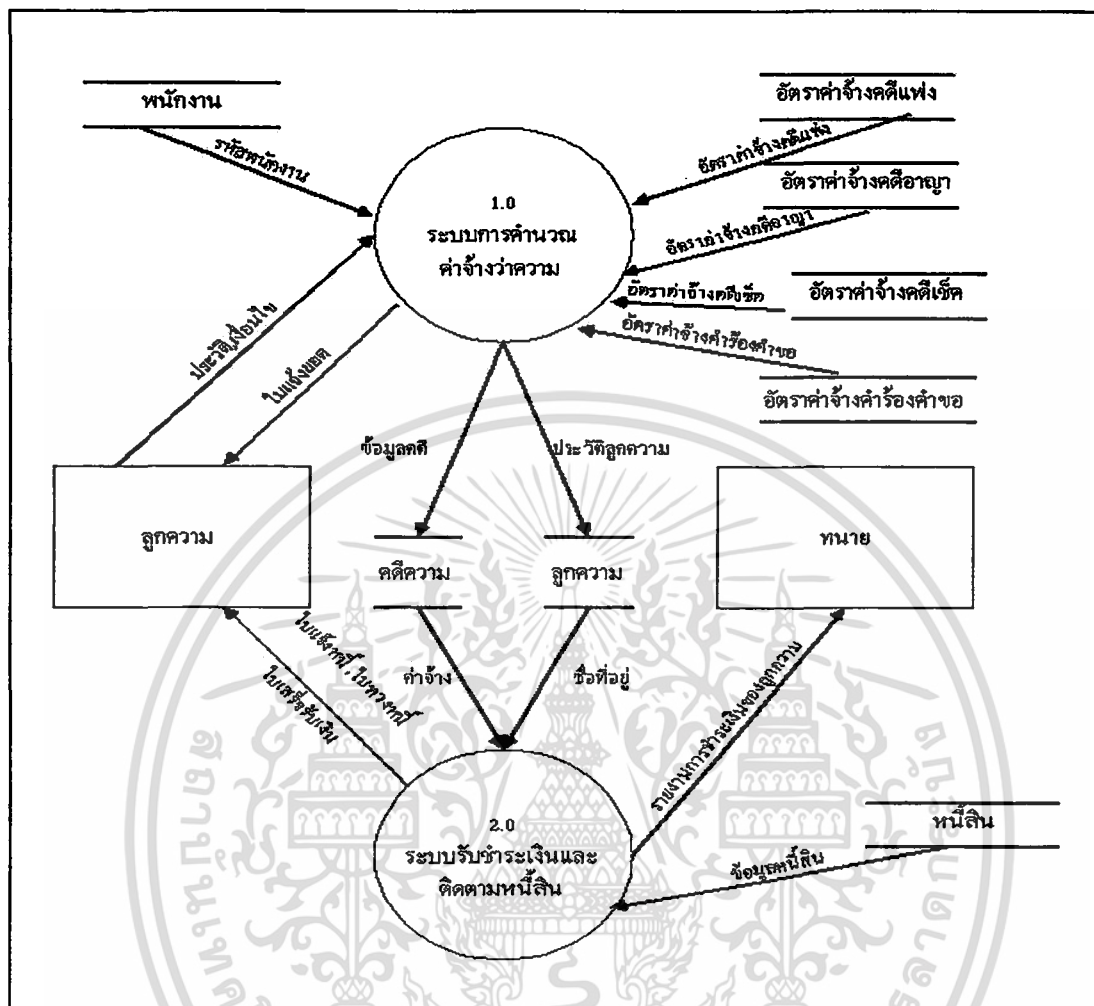 พนักงาน
อัตราค่าจ้างคดีแพ่ง
รหัสพนักงาน
อัตราค่าจ้างคดีแพ่ง
อัตราค่าจ้างคดีอาญา
1.0
ระบบการคำนวณ
ค่าจ้างว่าความ
อัตราค่าจ้างคดีอาญา
อัตราค่าจ้างคดีเช็ค
อัตราค่าจ้างคดีเช็ค
อัตราค่าจ้างคำร้องคำขอ
อัตราค่าจ้างคำร้องคำขอ
ประวัติ,เงื่อนไข
ใบแจ้งยอด
ข้อมูลคดี
ประวัติลูกความ
ลูกความ
คดีความ
ลูกความ
ทนาย
ใบแจ้งหนี้,ใบทวงหนี้
ใบเสร็จรับเงิน
ค่าจ้าง
ชื่อที่อยู่
รายงานการชำระเงินของลูกความ
2.0
ระบบรับชำระเงินและ
ติดตามหนี้สิน
หนี้สิน
ข้อมูลหนี้สิน